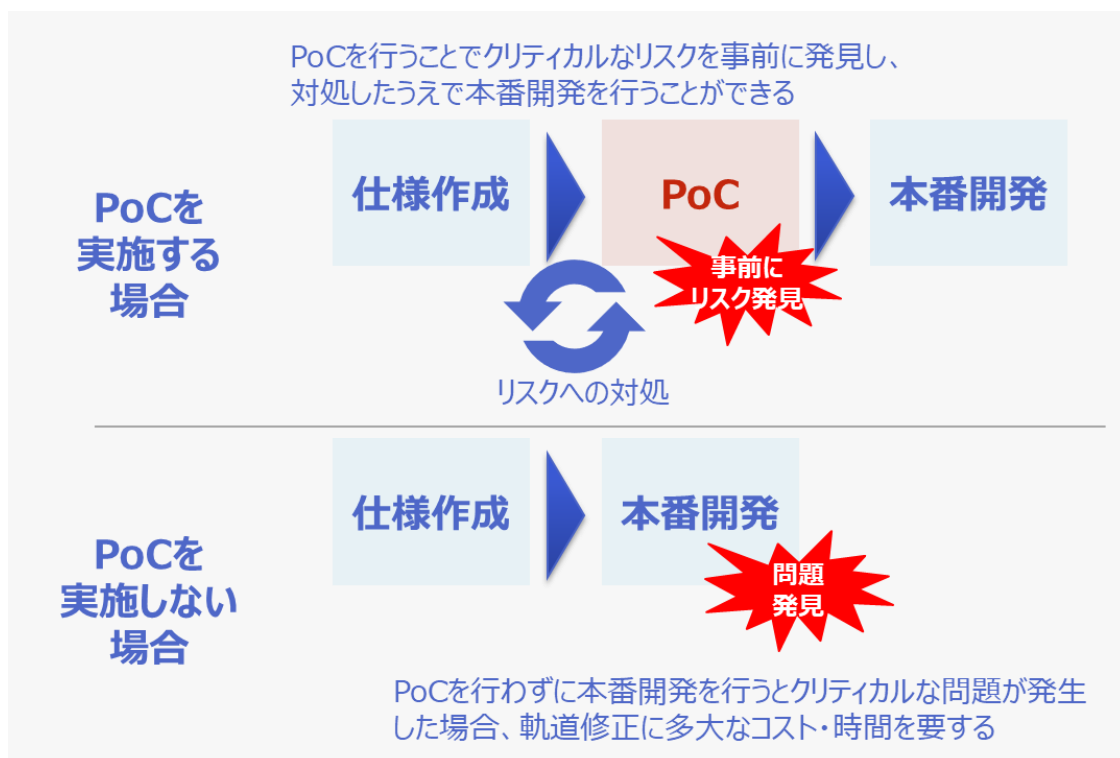 PoCを行うことでクリティカルなリスクを事前に発見し、
対処したうえで本番開発を行うことができる
PoCを
実施する
場合
仕様作成
PoC
本番開発
事前に
リスク発見
リスクへの対処
PoCを
実施しない
場合
仕様作成
本番開発
問題
発見
PoCを行わずに本番開発を行うとクリティカルな問題が発生
した場合、軌道修正に多大なコスト・時間を要する